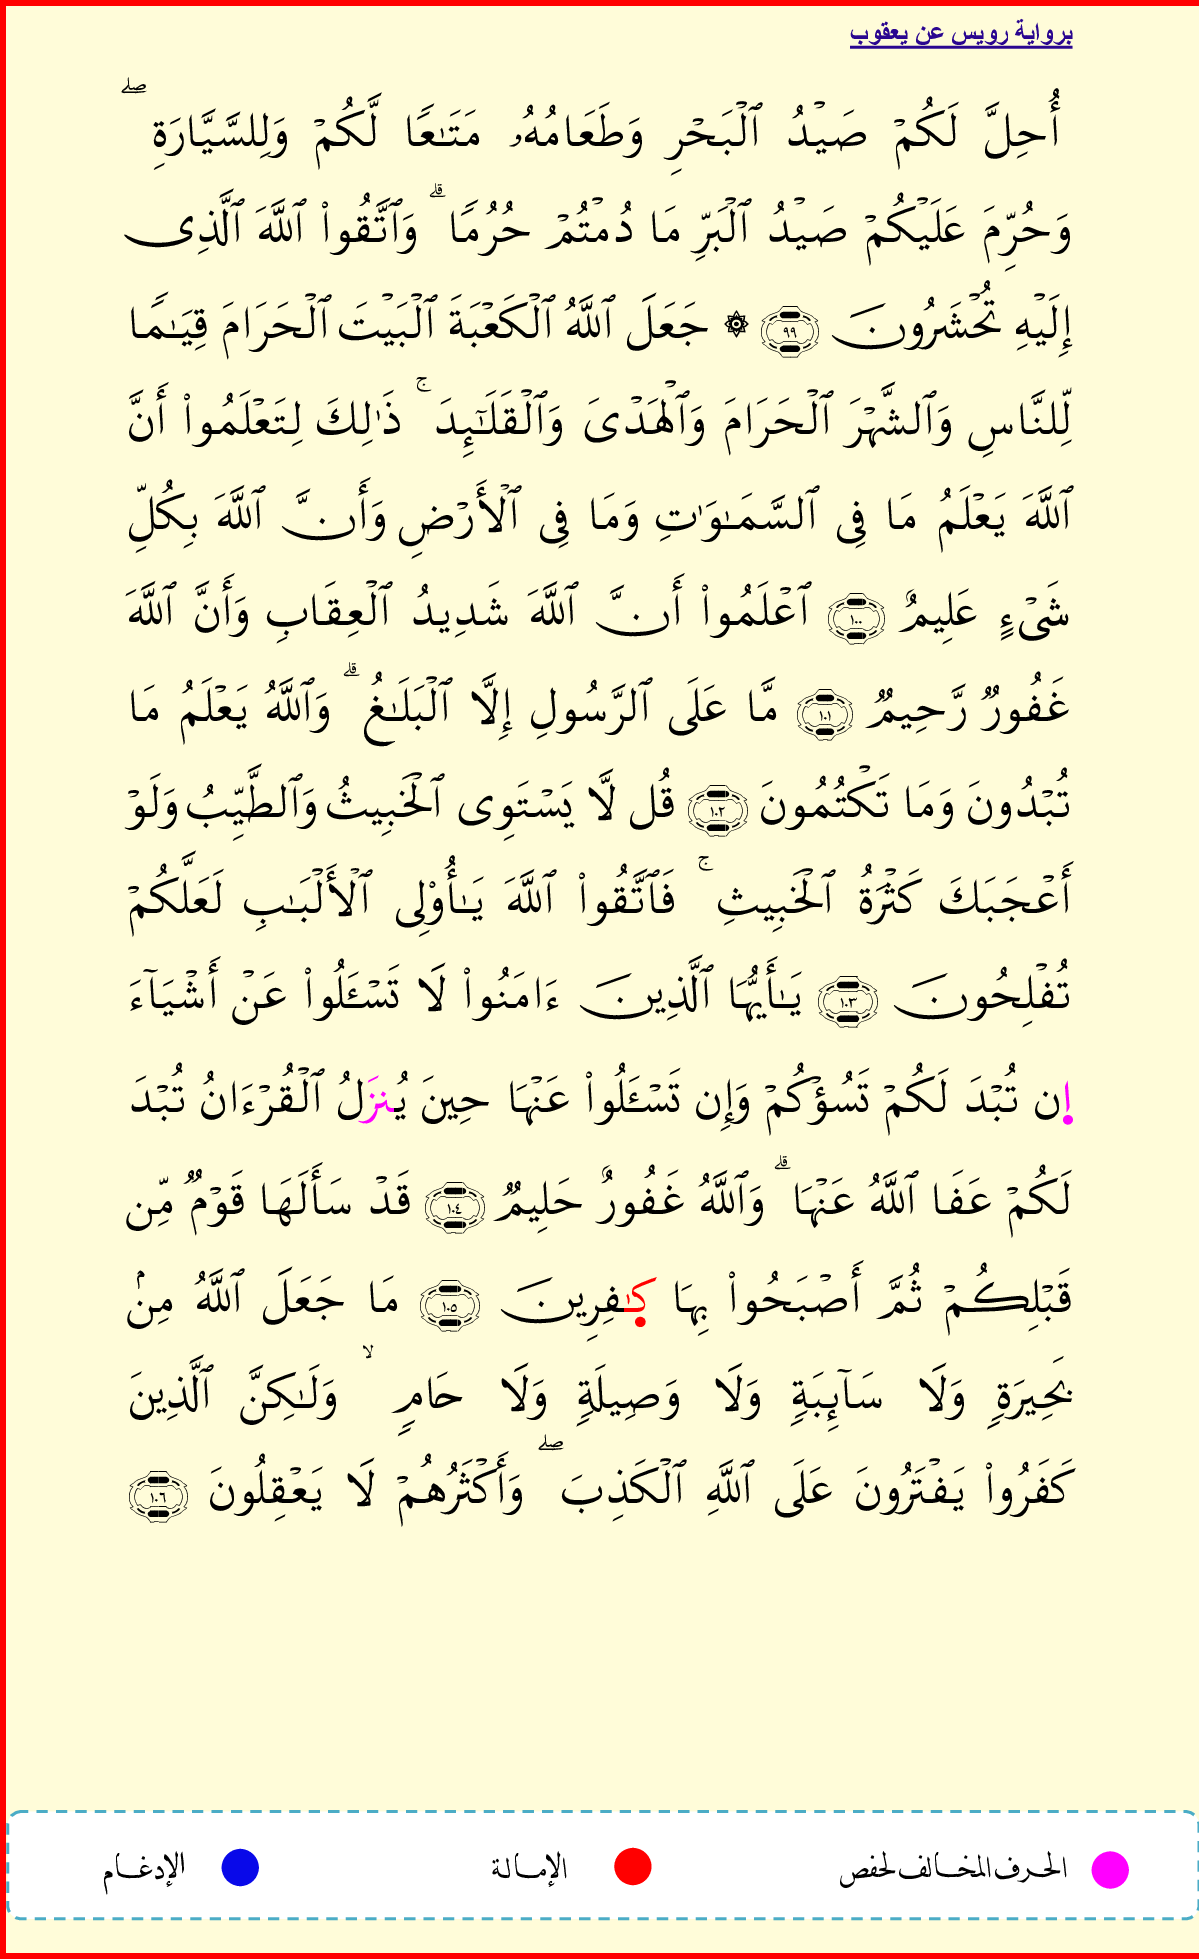 برواية رويس عن يعقوب
أُحِلَّ لَكُمْ صَيْدُ ٱلْبَحْرِ وَطَعَامُهُۥ مَتَـٰعًا لَّكُمْ وَلِلسَّيَّارَةِ ۖ
وَحُرِّمَ عَلَيْكُمْ صَيْدُ ٱلْبَرِّ مَا دُمْتُمْ حُرُمًا ۗ وَٱتَّقُوا۟ ٱللَّهَ ٱلَّذِى
إِلَيْهِ تُحْشَرُونَ ٩٩ ۞ جَعَلَ ٱللَّهُ ٱلْكَعْبَةَ ٱلْبَيْتَ ٱلْحَرَامَ قِيَـٰمًا
لِّلنَّاسِ وَٱلشَّهْرَ ٱلْحَرَامَ وَٱلْهَدْىَ وَٱلْقَلَـٰٓئِدَ ۚ ذَٰلِكَ لِتَعْلَمُوا۟ أَنَّ
ٱللَّهَ يَعْلَمُ مَا فِى ٱلسَّمَـٰوَٰتِ وَمَا فِى ٱلْأَرْضِ وَأَنَّ ٱللَّهَ بِكُلِّ
شَىْءٍ عَلِيمٌ ١٠٠ ٱعْلَمُوا۟ أَنَّ ٱللَّهَ شَدِيدُ ٱلْعِقَابِ وَأَنَّ ٱللَّهَ
غَفُورٌ رَّحِيمٌ ١٠١ مَّا عَلَى ٱلرَّسُولِ إِلَّا ٱلْبَلَـٰغُ ۗ وَٱللَّهُ يَعْلَمُ مَا
تُبْدُونَ وَمَا تَكْتُمُونَ ١٠٢ قُل لَّا يَسْتَوِى ٱلْخَبِيثُ وَٱلطَّيِّبُ وَلَوْ
أَعْجَبَكَ كَثْرَةُ ٱلْخَبِيثِ ۚ فَٱتَّقُوا۟ ٱللَّهَ يَـٰٓأُو۟لِى ٱلْأَلْبَـٰبِ لَعَلَّكُمْ
تُفْلِحُونَ ١٠٣ يَـٰٓأَيُّهَا ٱلَّذِينَ ءَامَنُوا۟ لَا تَسْـَٔلُوا۟ عَنْ أَشْيَآءَ
اِن تُبْدَ لَكُمْ تَسُؤْكُمْ وَإِن تَسْـَٔلُوا۟ عَنْهَا حِينَ يُنزَلُ ٱلْقُرْءَانُ تُبْدَ
لَكُمْ عَفَا ٱللَّهُ عَنْهَا ۗ وَٱللَّهُ غَفُورٌ حَلِيمٌ ١٠٤ قَدْ سَأَلَهَا قَوْمٌ مِّن
قَبْلِكُمْ ثُمَّ أَصْبَحُوا۟ بِهَا كَـٰفِرِينَ ١٠٥ مَا جَعَلَ ٱللَّهُ مِنۢ
بَحِيرَةٍ وَلَا سَآئِبَةٍ وَلَا وَصِيلَةٍ وَلَا حَامٍ ۙ وَلَـٰكِنَّ ٱلَّذِينَ
كَفَرُوا۟ يَفْتَرُونَ عَلَى ٱللَّهِ ٱلْكَذِبَ ۖ وَأَكْثَرُهُمْ لَا يَعْقِلُونَ ١٠٦
الحرف المخالف لحفص الإمالة الإدغام